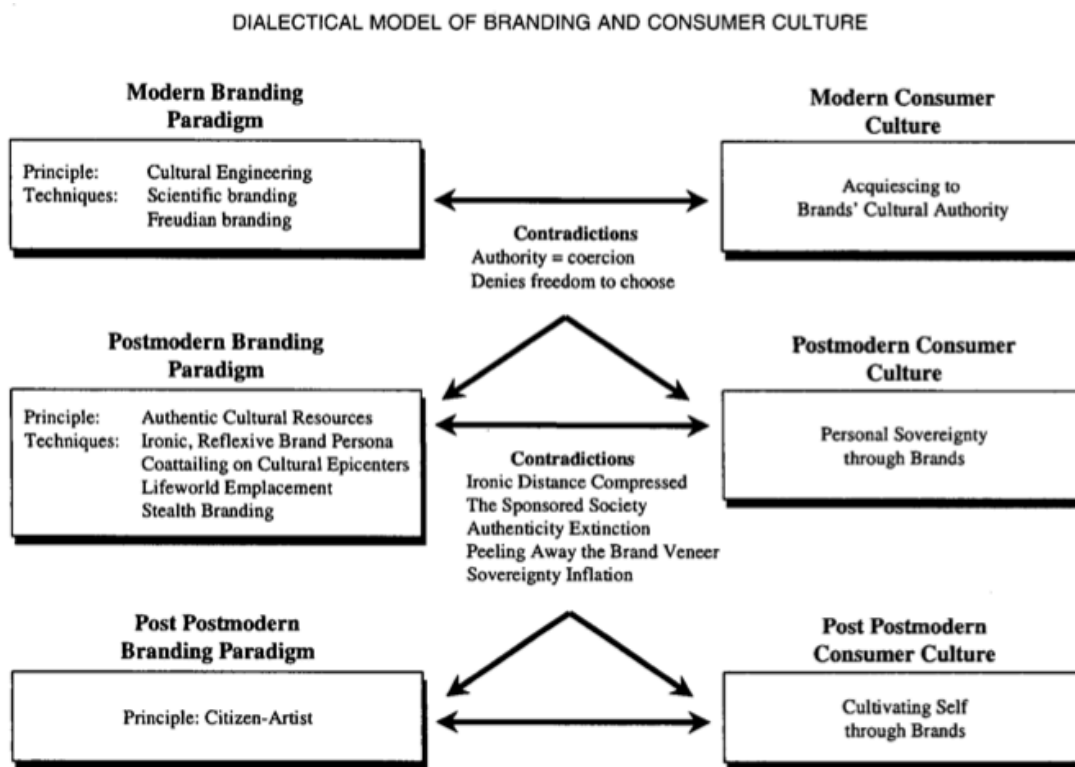 DIALECTICAL MODEL OF BRANDING AND CONSUMER CULTURE
Modern Branding
Paradigm
Principle: Cultural Engineering
Techniques: Scientific branding
Freudian branding
Modern Consumer
Culture
Acquiescing to
Brands' Cultural Authority
Contradictions
Authority = coercion
Denies freedom to choose
Postmodern Branding
Paradigm
Principle: Authentic Cultural Resources
Techniques: Ironic, Reflexive Brand Persona
Coattailing on Cultural Epicenters
Lifeworld Emplacement
Stealth Branding
Postmodern Consumer
Culture
Personal Sovereignty
through Brands
Contradictions
Ironic Distance Compressed
The Sponsored Society
Authenticity Extinction
Peeling Away the Brand Veneer
Sovereignty Inflation
Post Postmodern
Branding Paradigm
Principle: Citizen-Artist
Post Postmodern
Consumer Culture
Cultivating Self
through Brands